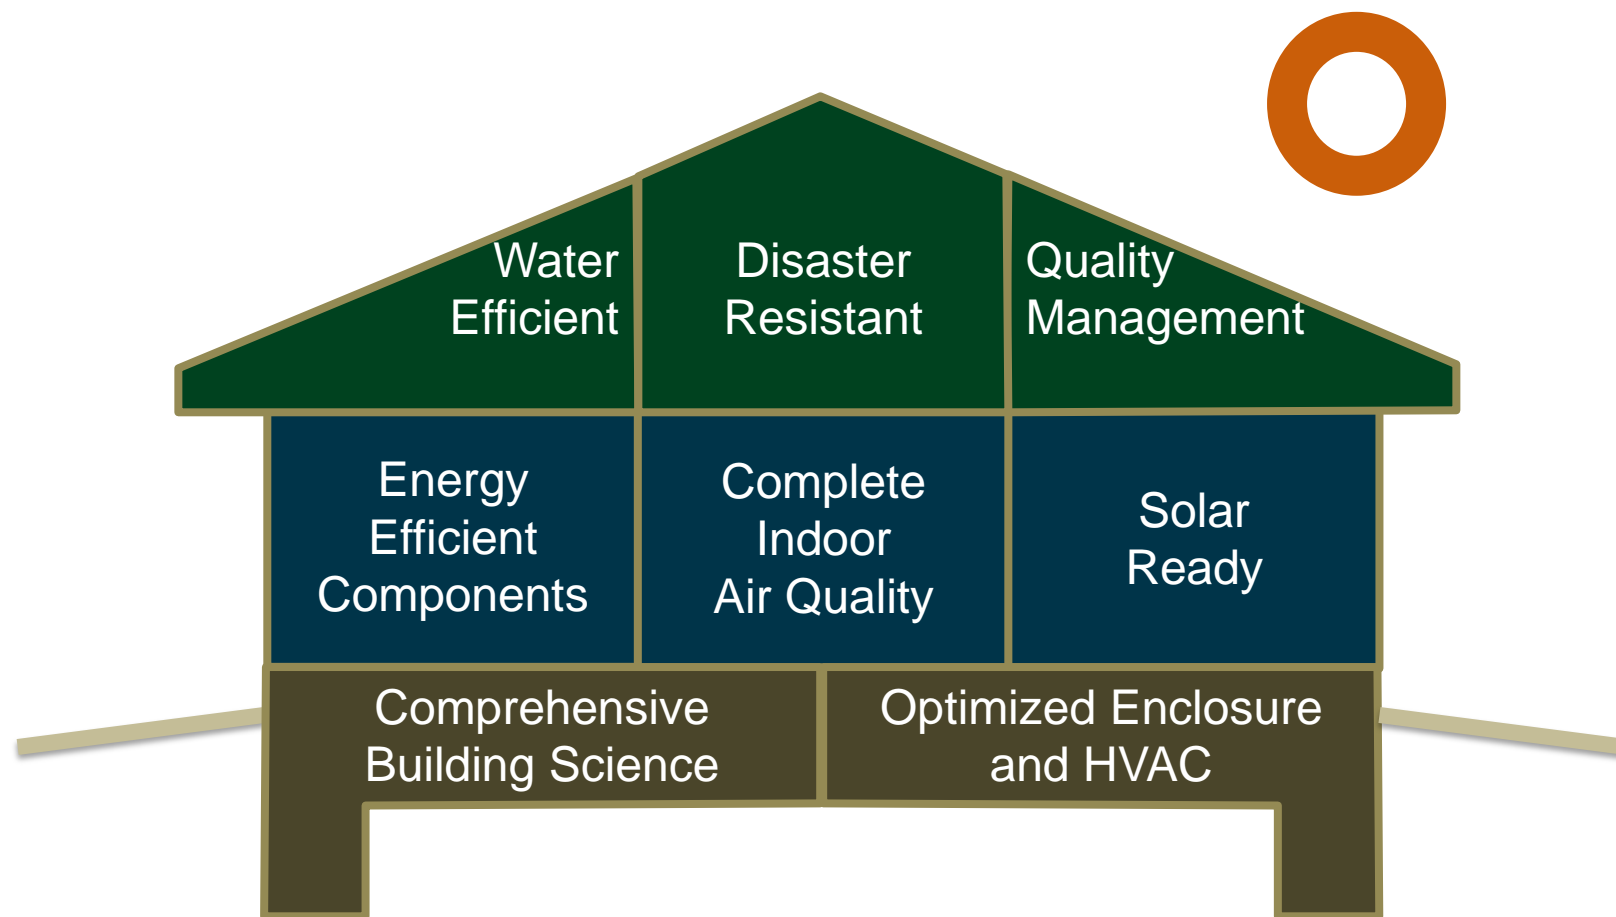 Water
Efficient
Disaster
Resistant
Quality
Management
Energy
Efficient
Components
Complete
Indoor
Air Quality
Solar
Ready
Comprehensive
Building Science
Optimized Enclosure
and HVAC